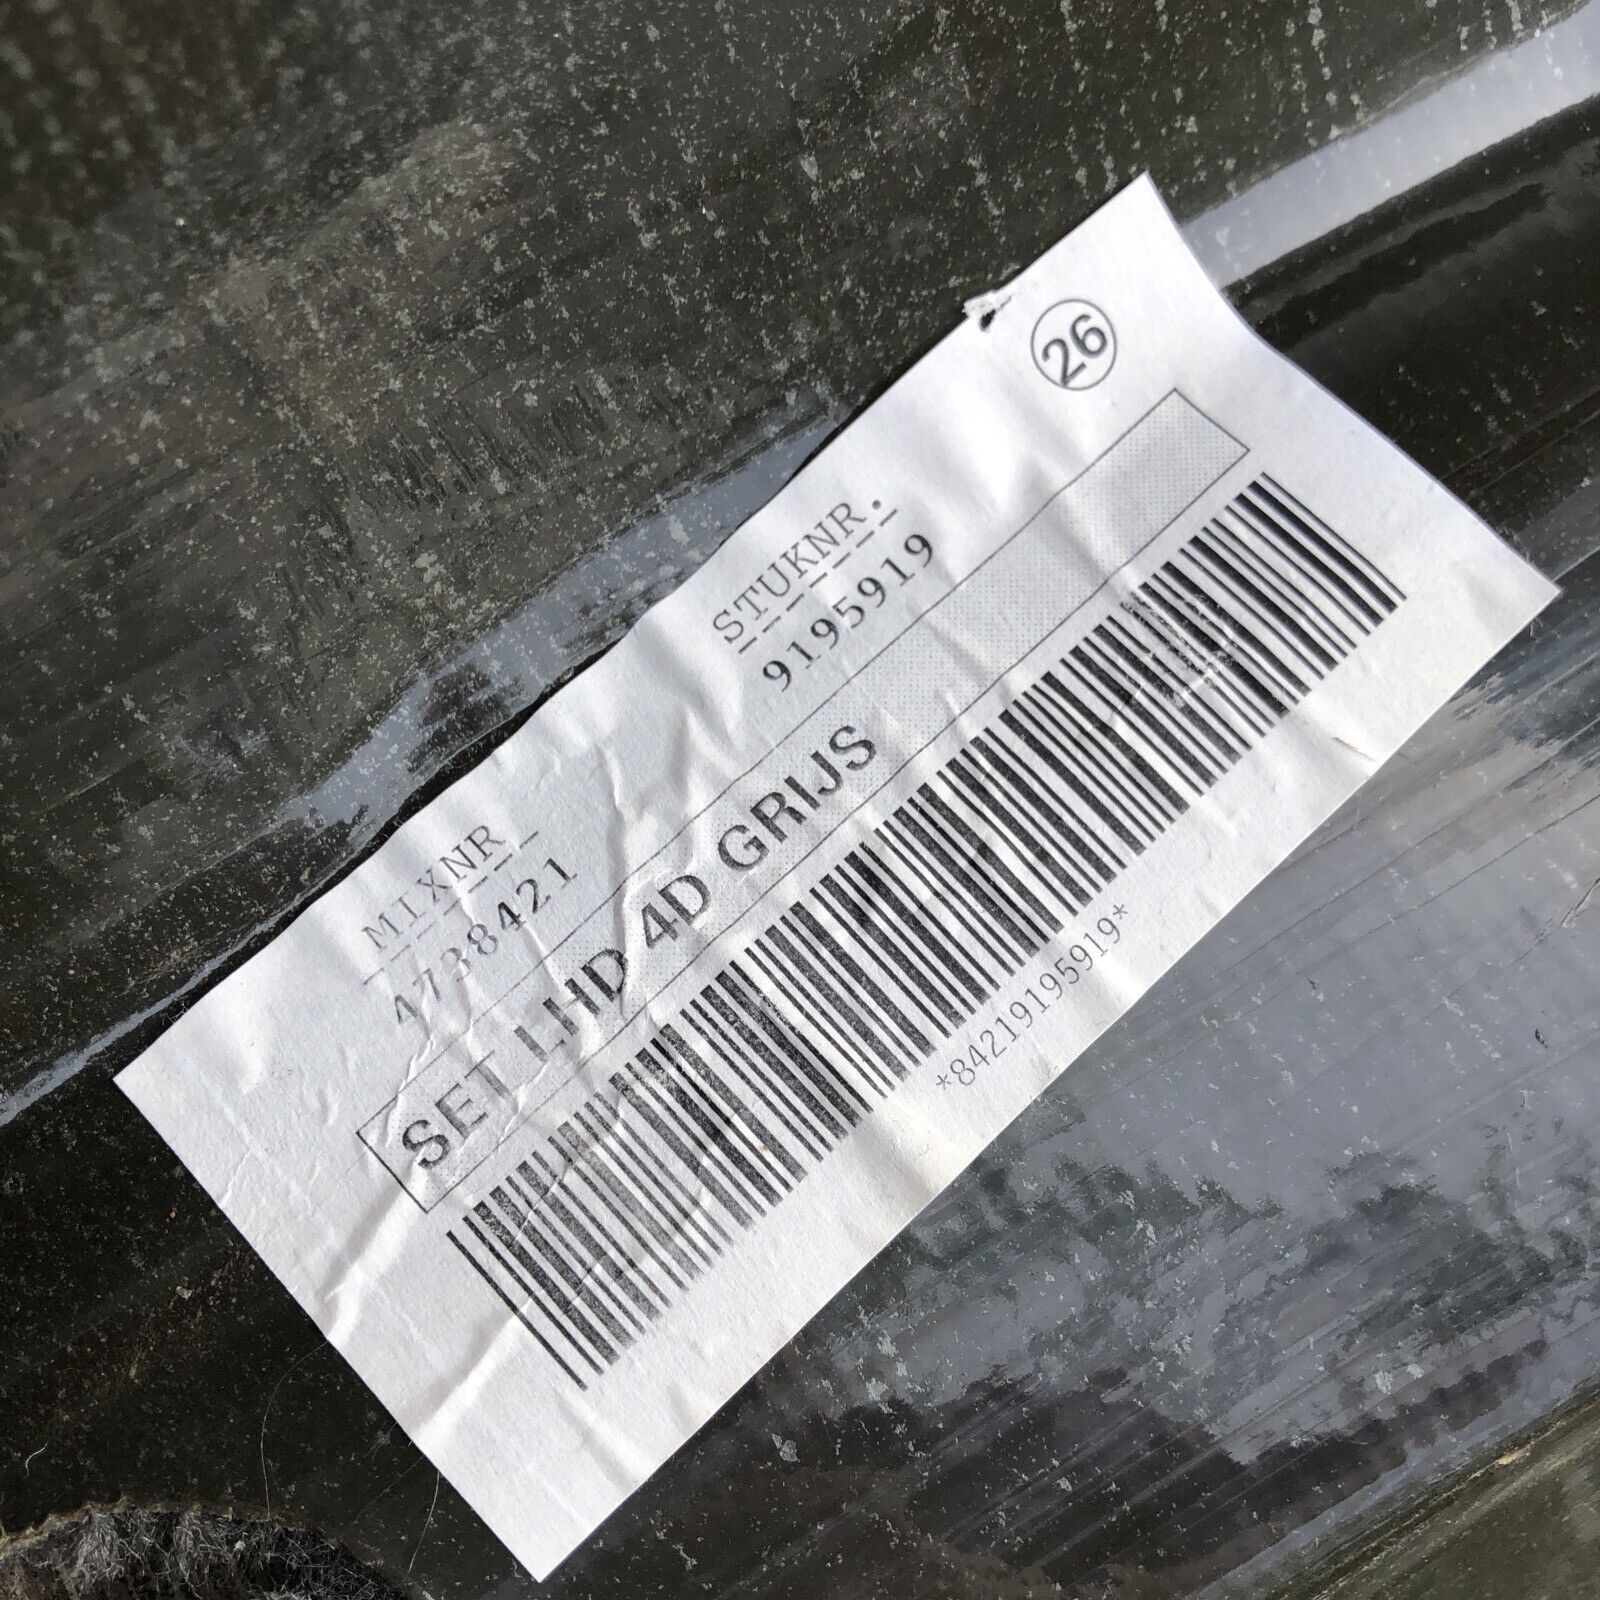 26
MIXNR STUKNR.
4738421 9195919
SET LHD 4D GRIJS
*84219195919*